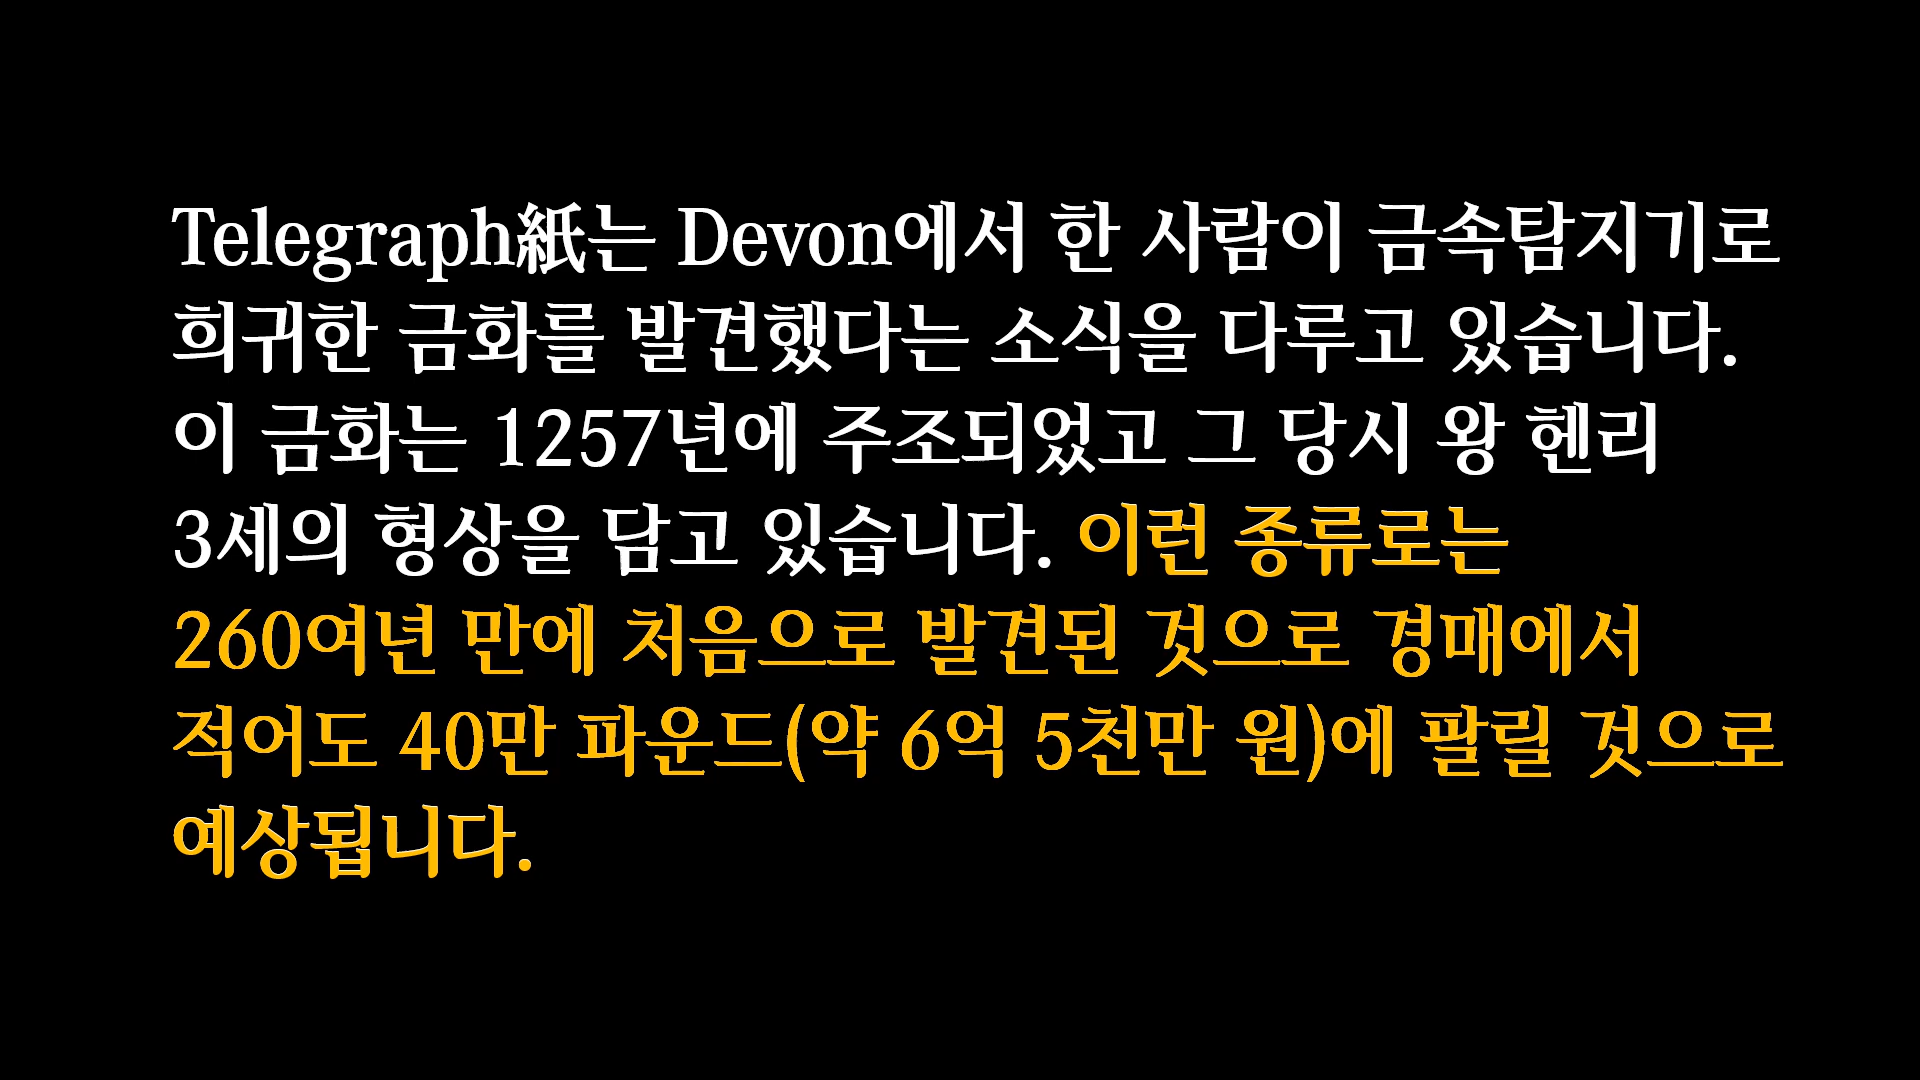 Telegraph紙는 Devon에서 한 사람이 금속탐지기로
희귀한 금화를 발견했다는 소식을 다루고 있습니다.
이 금화는 1257년에 주조되었고 그 당시 왕 헨리
3세의 형상을 담고 있습니다. 이런 종류로는
260여년 만에 처음으로 발견된 것으로 경매에서
적어도 40만 파운드(약 6억 5천만 원)에 팔릴 것으로
예상됩니다.